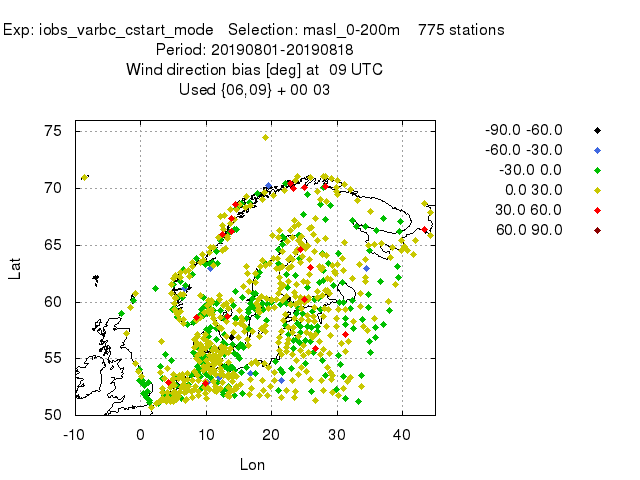 Exp: iobs_varbc_cstart_mode Selection: masl_0-200m 775 stations
Period: 20190801-20190818
Wind direction bias [deg] at 09 UTC
Used {06,09} + 00 03
-90.0 -60.0
-60.0 -30.0
-30.0 0.0
0.0 30.0
30.0 60.0
60.0 90.0
75
70
65
60
55
50
Lat
-10 0 10 20 30 40
Lon